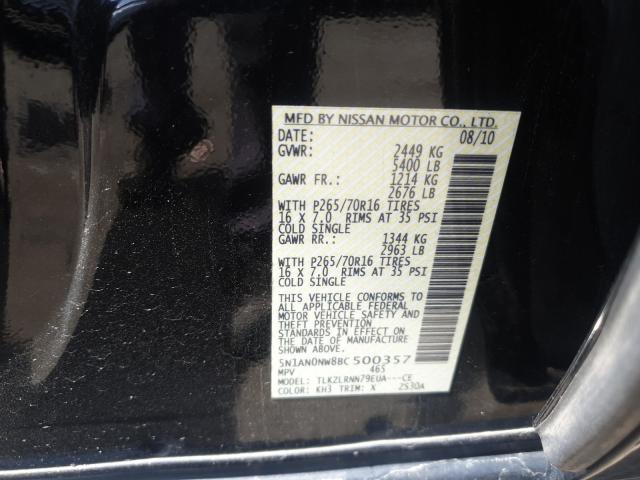 MFD BY NISSAN MOTOR CO., LTD.
DATE: 08/10
GVWR: 2449 KG
5400 LB
GAWR FR.: 1214 KG
2676 LB
WITH P265/70R16 TIRES
16 X 7.0 RIMS AT 35 PSI
COLD SINGLE
GAWR RR.: 1344 KG
2963 LB
WITH P265/70R16 TIRES
16 X 7.0 RIMS AT 35 PSI
COLD SINGLE
THIS VEHICLE CONFORMS TO
ALL APPLICABLE FEDERAL
MOTOR VEHICLE SAFETY AND
THEFT PREVENTION
STANDARDS IN EFFECT ON
THE DATE OF MANUFACTURE
SHOWN ABOVE.
5N1AN0NW8BC500357
MPV 465
MODEL: TLKZLRNN79EUA---CE
COLOR: KH3 TRIM: X 2S30A